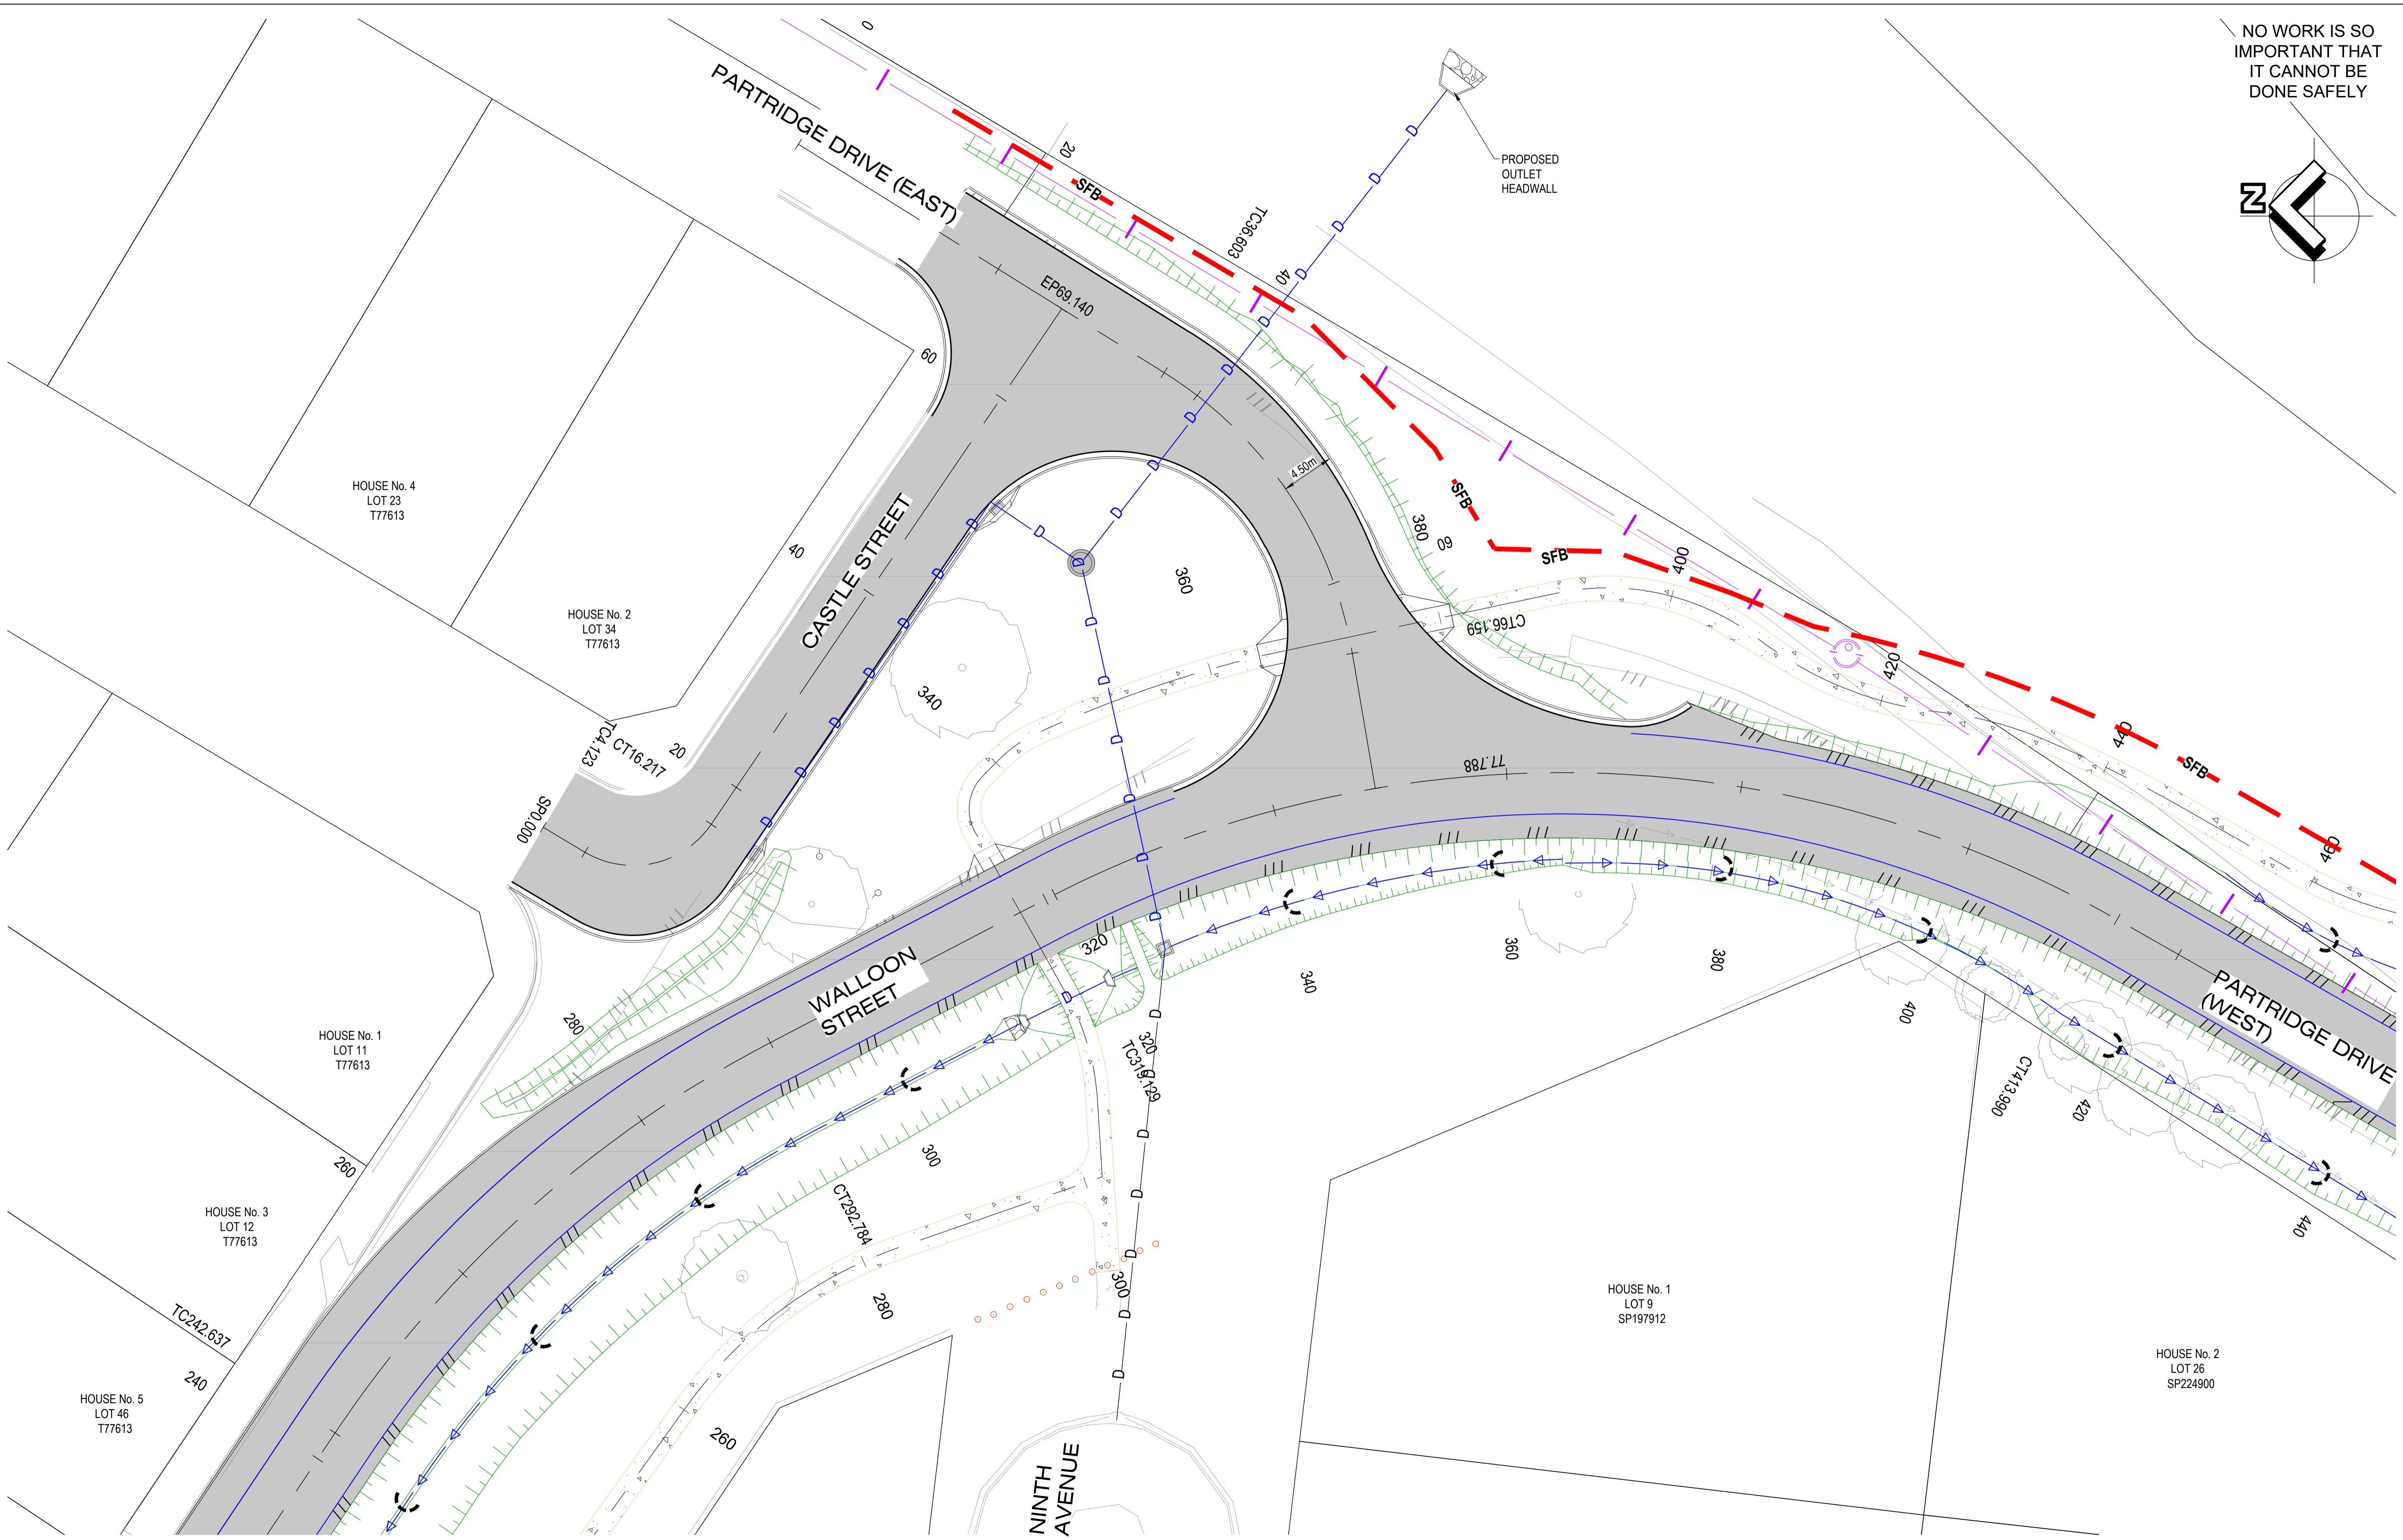 NO WORK IS SO
IMPORTANT THAT
IT CANNOT BE
DONE SAFELY
N
0
PARTRIDGE DRIVE (EAST)
20
SFB
PROPOSED
OUTLET
HEADWALL
TC36.603
40
EP69.140
60
4.50m
SFB
380
60
SFB
400
CT66.159
420
440
SFB
460
HOUSE No. 4
LOT 23
T77613
CASTLE STREET
40
360
HOUSE No. 2
LOT 34
T77613
340
TC4.123
CT16.217
20
SP0.000
77.788
WALLOON
STREET
320
280
340
360
380
400
PARTRIDGE DRIVE
(WEST)
320
TC319.129
CT413.990
420
440
HOUSE No. 1
LOT 11
T77613
260
300
CT292.784
HOUSE No. 3
LOT 12
T77613
280
300
TC242.637
240
HOUSE No. 5
LOT 46
T77613
260
NINTH
AVENUE
HOUSE No. 1
LOT 9
SP197912
HOUSE No. 2
LOT 26
SP224900
D D D D D D D D D D D D D D D D D D D D D D D D D D D D D D D D D